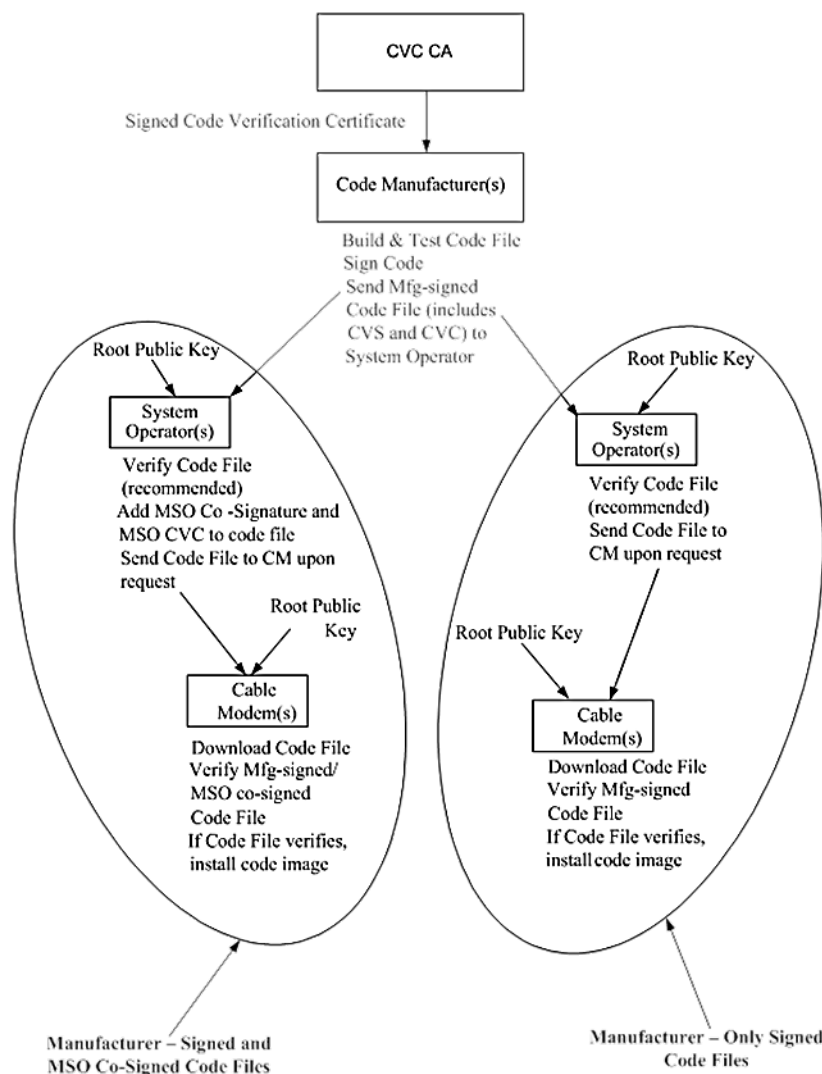 CVC CA
Signed Code Verification Certificate
Code Manufacturer(s)
Build & Test Code File
Sign Code
Send Mfg-signed
Code File (includes
CVS and CVC) to
System Operator
Root Public Key
System
Operator(s)
Verify Code File
(recommended)
Add MSO Co -Signature and
MSO CVC to code file
Send Code File to CM upon
request
Root Public
Key
Cable
Modem(s)
Download Code File
Verify Mfg-signed/
MSO co-signed
Code File
If Code File verifies,
install code image
Manufacturer – Signed and
MSO Co-Signed Code Files
Root Public Key
System
Operator(s)
Verify Code File
(recommended)
Send Code File to
CM upon request
Root Public Key
Cable
Modem(s)
Download Code File
Verify Mfg-signed
Code File
If Code File verifies,
install code image
Manufacturer – Only Signed
Code Files